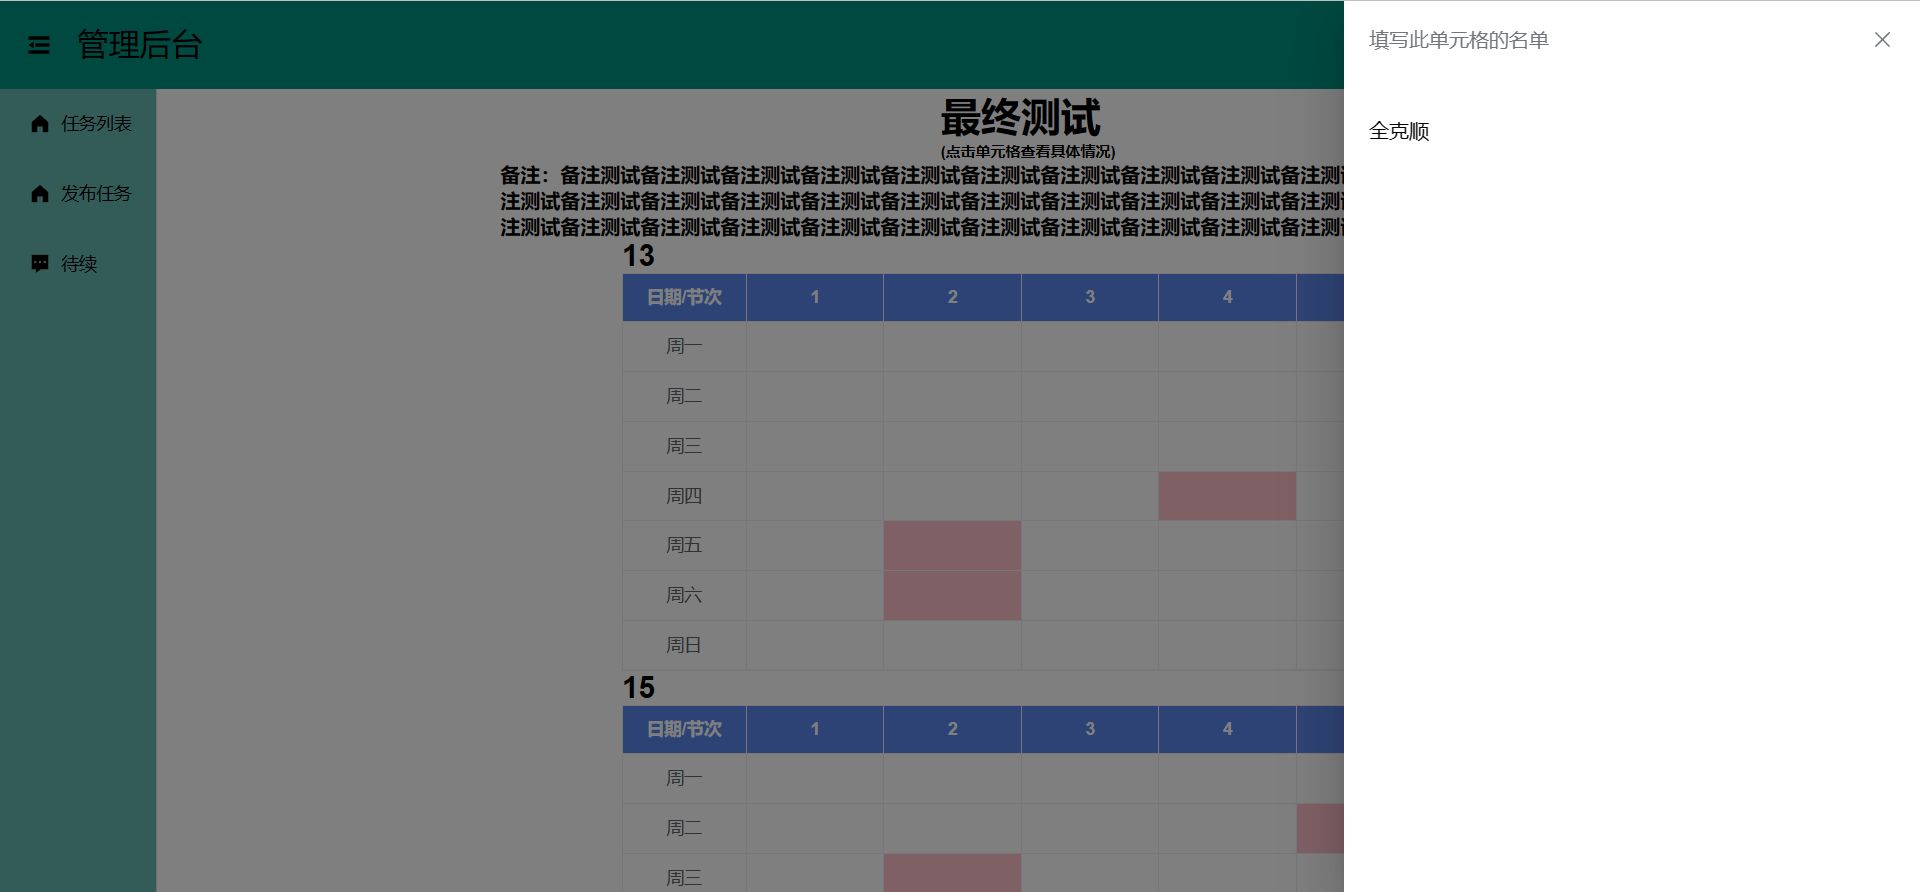 管理后台
任务列表
发布任务
待续
最终测试
(点击单元格查看具体情况)
备注：备注测试备注测试备注测试备注测试备注测试备注测试备注测试备注测试备注测试备注测
注测试备注测试备注测试备注测试备注测试备注测试备注测试备注测试备注测试备注测试备注测
注测试备注测试备注测试备注测试备注测试备注测试备注测试备注测试备注测试备注测试备注测
13
日期/节次 1 2 3 4
周一
周二
周三
周四
周五
周六
周日
15
日期/节次 1 2 3 4
周一
周二
周三
填写此单元格的名单
全克顺